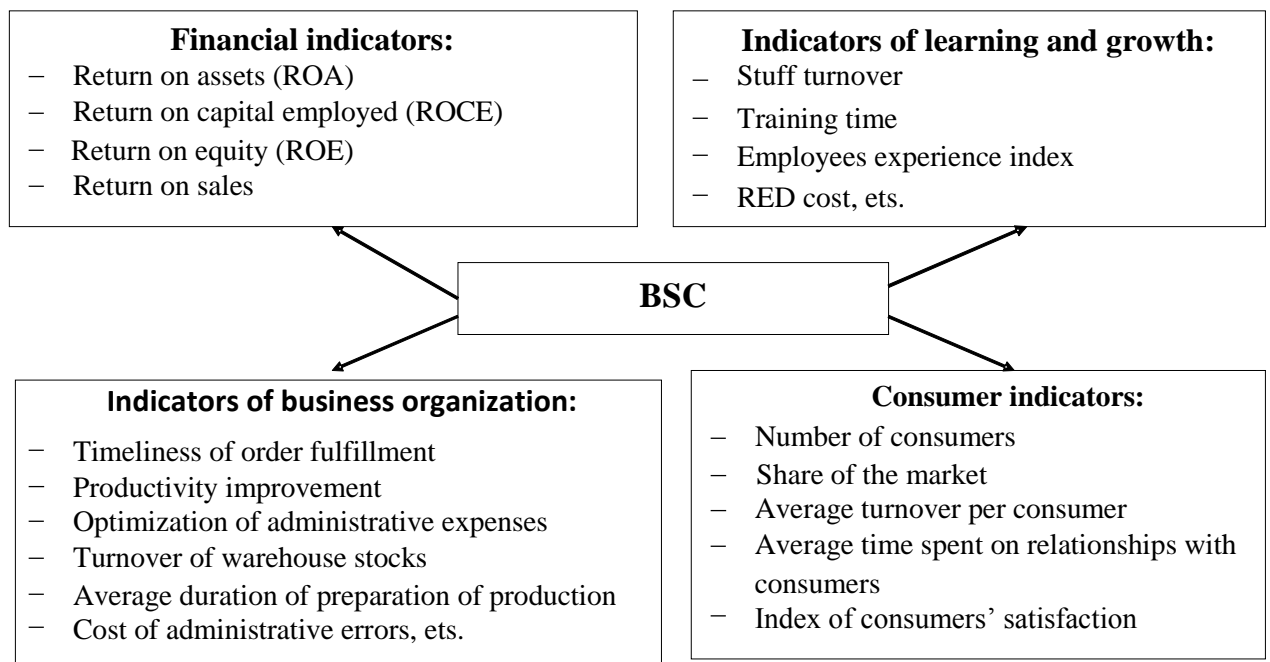 Financial indicators:
− Return on assets (ROA)
− Return on capital employed (ROCE)
− Return on equity (ROE)
− Return on sales
Indicators of learning and growth:
− Stuff turnover
− Training time
− Employees experience index
− RED cost, ets.
BSC
Indicators of business organization:
− Timeliness of order fulfillment
− Productivity improvement
− Optimization of administrative expenses
− Turnover of warehouse stocks
− Average duration of preparation of production
− Cost of administrative errors, ets.
Consumer indicators:
− Number of consumers
− Share of the market
− Average turnover per consumer
− Average time spent on relationships with
consumers
− Index of consumers’ satisfaction